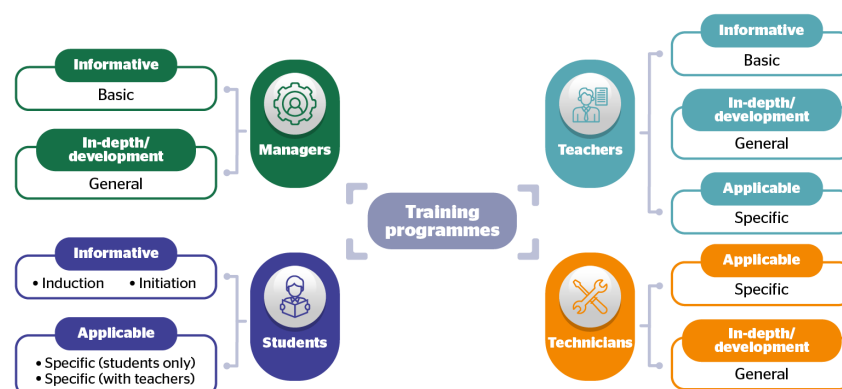 Informative
Basic
In-depth/
development
General
Managers
Informative
Basic
In-depth/
development
General
Applicable
Specific
Teachers
Training
programmes
Informative
• Induction • Initiation
Applicable
• Specific (students only)
• Specific (with teachers)
Students
Applicable
Specific
In-depth/
development
General
Technicians